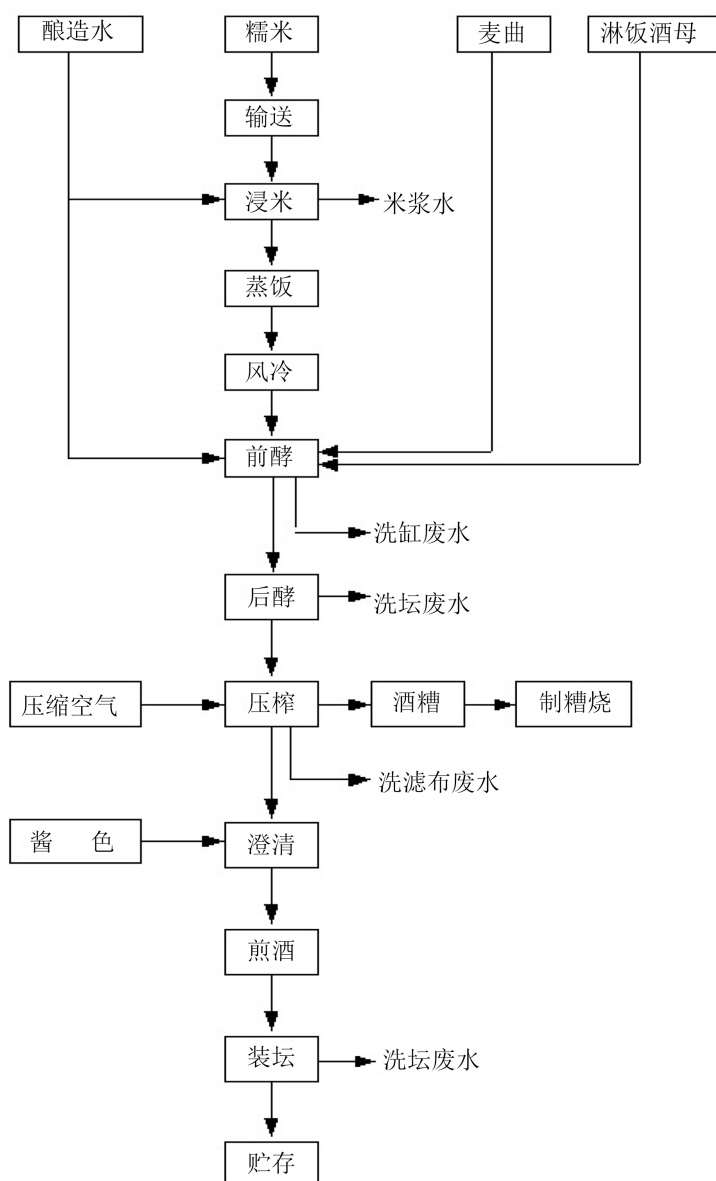 酿造水
糯米
麦曲
淋饭酒母
输送
浸米
米浆水
蒸饭
风冷
前酵
洗缸废水
后酵
洗坛废水
压缩空气
压榨
酒糟
制糟烧
洗滤布废水
酱 色
澄清
煎酒
装坛
洗坛废水
贮存